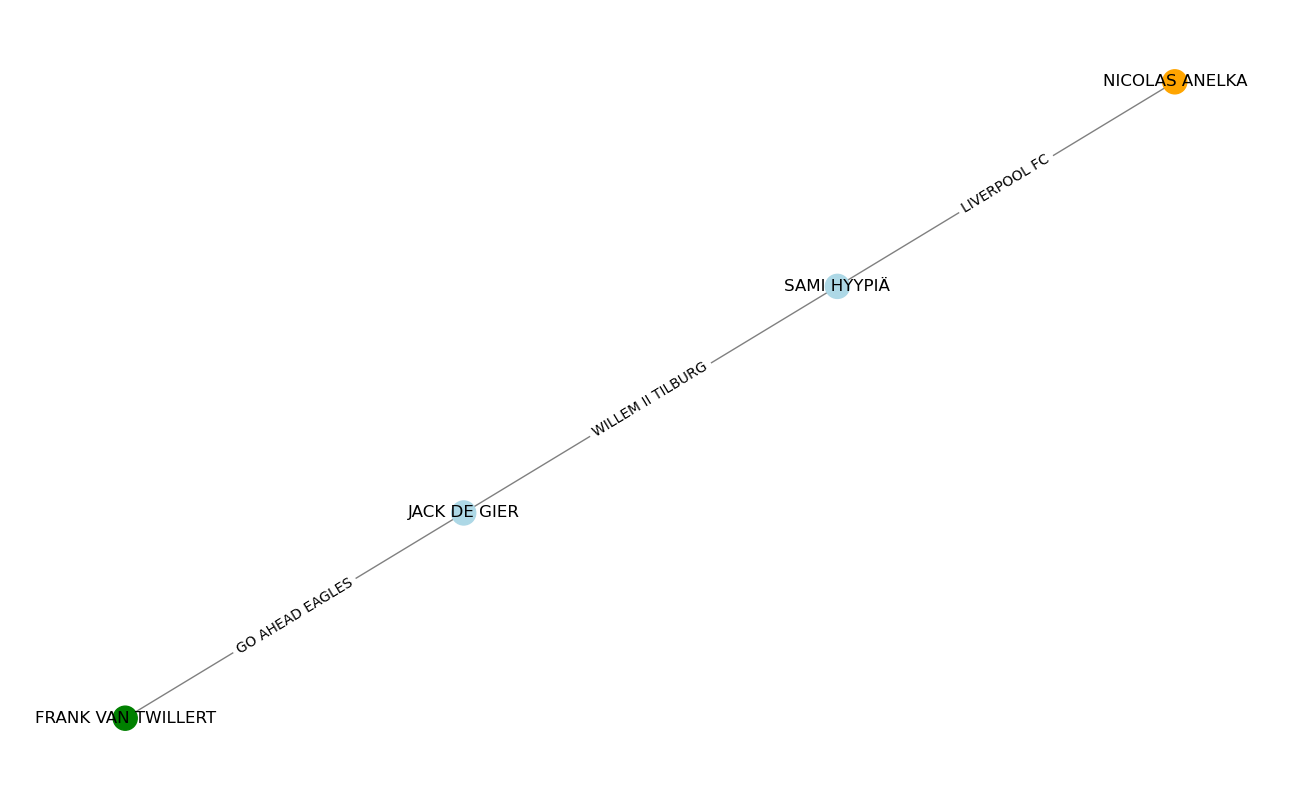 NICOLAS ANELKA
LIVERPOOL FC
SAMI HYYPIÄ
WILLEM II TILBURG
JACK DE GIER
GO AHEAD EAGLES
FRANK VAN TWILLERT